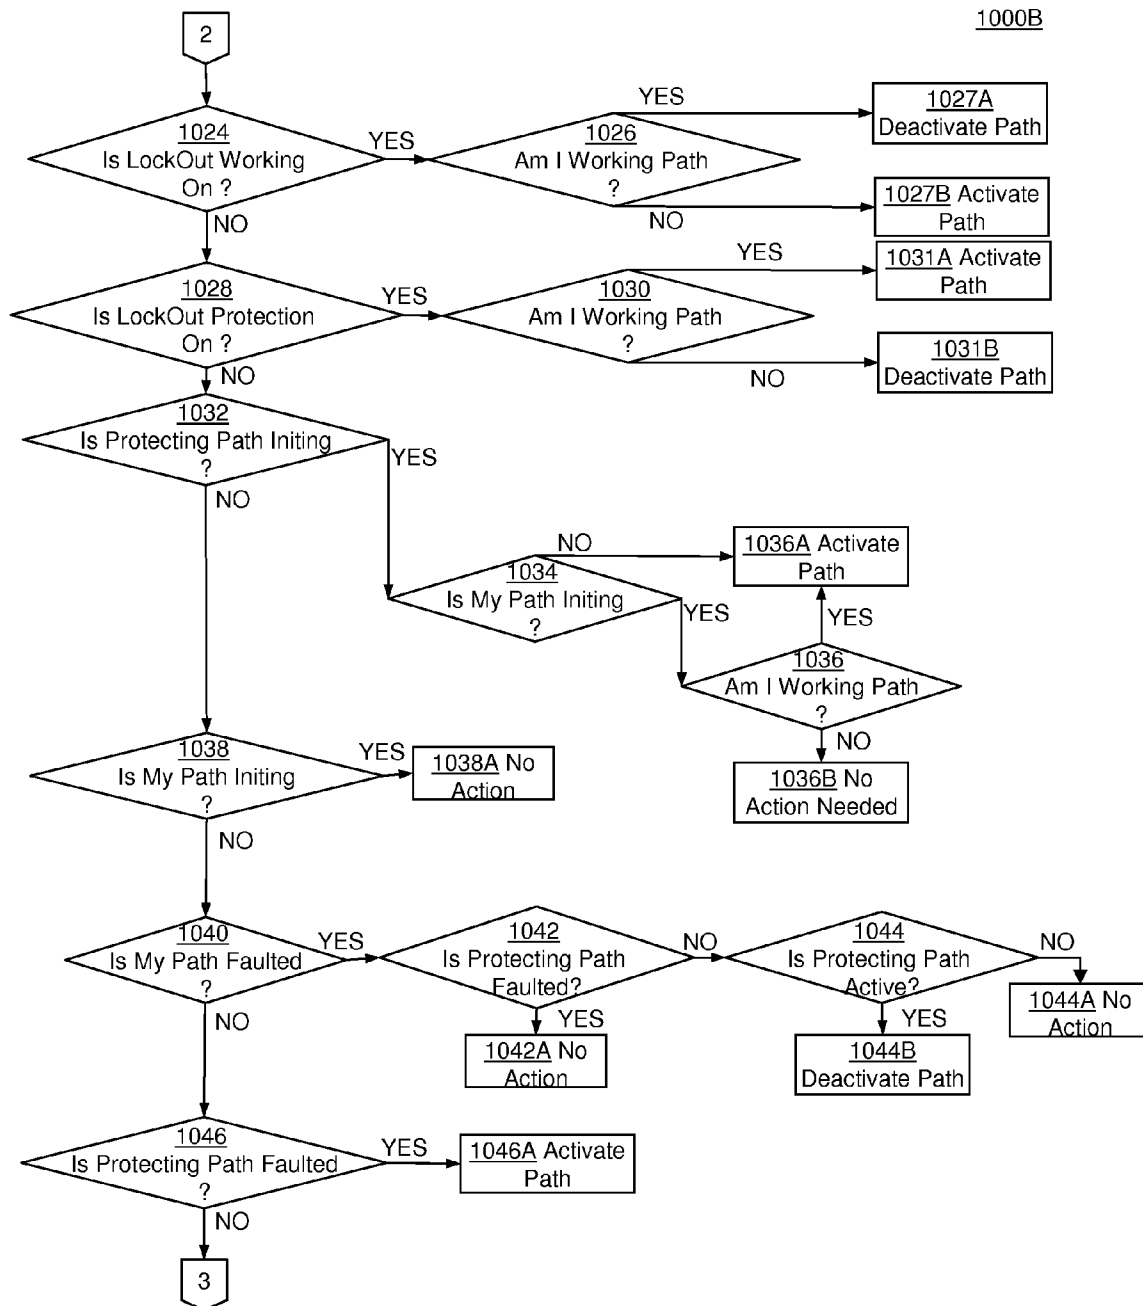 1000B
2
1024
Is LockOut Working
On ?
YES
NO
1026
Am I Working Path
?
YES
NO
1027A
Deactivate Path
1027B Activate
Path
1028
Is LockOut Protection
On ?
YES
NO
1030
Am I Working Path
?
YES
NO
1031A Activate
Path
1031B
Deactivate Path
1032
Is Protecting Path Initing
?
YES
NO
1034
Is My Path Initing
?
NO
YES
1036A Activate
Path
YES
1036
Am I Working Path
?
NO
1036B No
Action Needed
1038
Is My Path Initing
?
YES
NO
1038A No
Action
1040
Is My Path Faulted
?
YES
NO
1042
Is Protecting Path
Faulted?
NO
YES
1042A No
Action
1044
Is Protecting Path
Active?
NO
YES
1044A No
Action
1044B
Deactivate Path
1046
Is Protecting Path Faulted
?
YES
NO
1046A Activate
Path
3